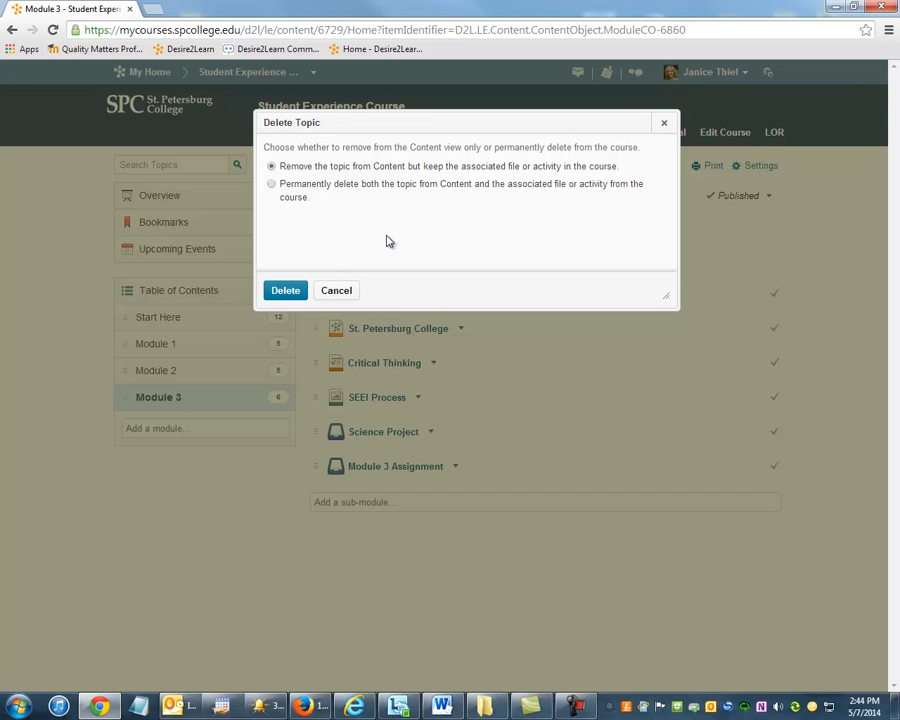 Module 3 - Student Experi
https://mycourses.spcollege.edu/d2l/le/content/6729/Home?itemIdentifier=D2L.LE.Content.ContentObject.ModuleCO-6860
Apps Quality Matters Prof... Desire2Learn Desire2Learn Comm... Home - Desire2Lear...
My Home Student Experience ... Janice Thiel
SPC St. Petersburg College
Student Experience Course
Edit Course LOR
Delete Topic
Choose whether to remove from the Content view only or permanently delete from the course.
Remove the topic from Content but keep the associated file or activity in the course.
Permanently delete both the topic from Content and the associated file or activity from the
course.
Delete Cancel
Search Topics
Print Settings
Overview
Published
Bookmarks
Upcoming Events
Table of Contents
Start Here 12
Module 1 5
Module 2 5
Module 3 6
Add a module...
St. Petersburg College
Critical Thinking
SEEI Process
Science Project
Module 3 Assignment
Add a sub-module...
1... 3... 1...
2:44 PM
5/7/2014